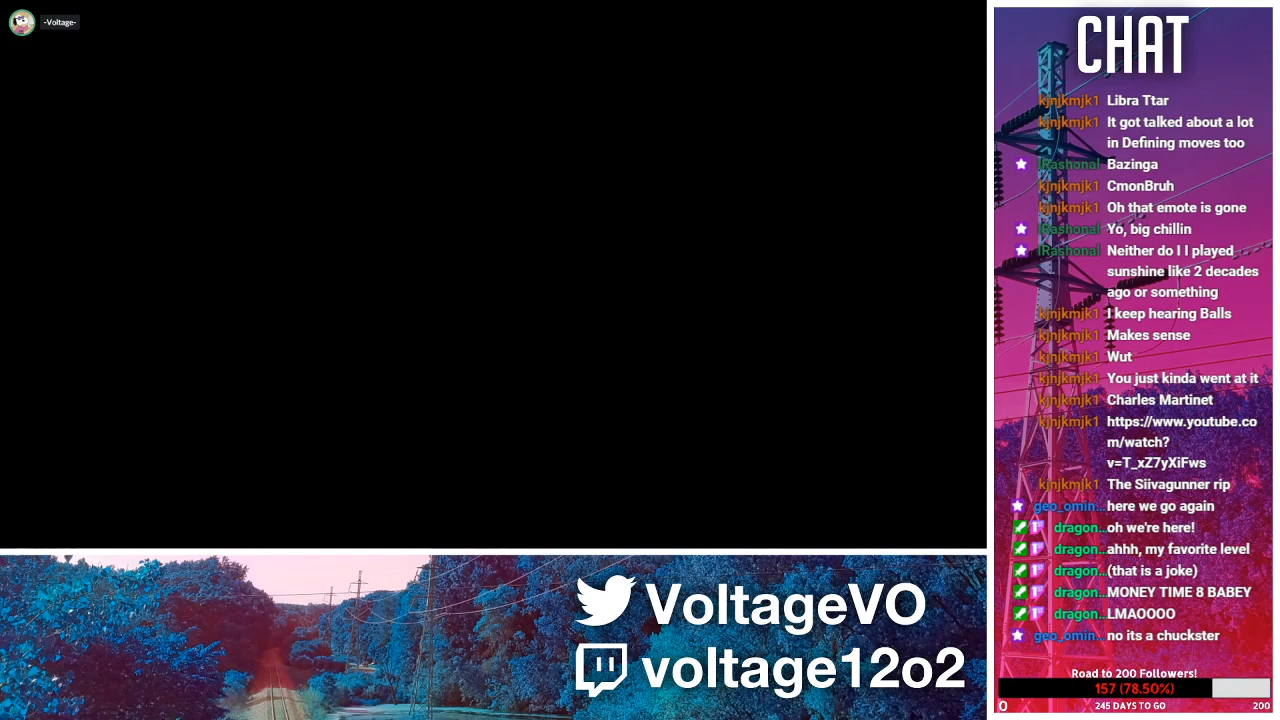 -Voltage-
CHAT
kjnjkmjk1 Libra Ttar
kjnjkmjk1 It got talked about a lot
in Defining moves too
lRashonal Bazinga
kjnjkmjk1 CmonBruh
kjnjkmjk1 Oh that emote is gone
lRashonal Yo, big chillin
lRashonal Neither do I I played
sunshine like 2 decades
ago or something
kjnjkmjk1 I keep hearing Balls
kjnjkmjk1 Makes sense
kjnjkmjk1 Wut
kjnjkmjk1 You just kinda went at it
kjnjkmjk1 Charles Martinet
kjnjkmjk1 https://www.youtube.co
m/watch?
v=T_xZ7yXiFws
kjnjkmjk1 The Siivagunner rip
geo_omin... here we go again
dragon... oh we're here!
dragon... ahhh, my favorite level
dragon... (that is a joke)
dragon... MONEY TIME 8 BABEY
dragon... LMAOOOO
geo_omin... no its a chuckster
Road to 200 Followers!
157 (78.50%)
0 245 DAYS TO GO 200
VoltageVO
voltage12o2